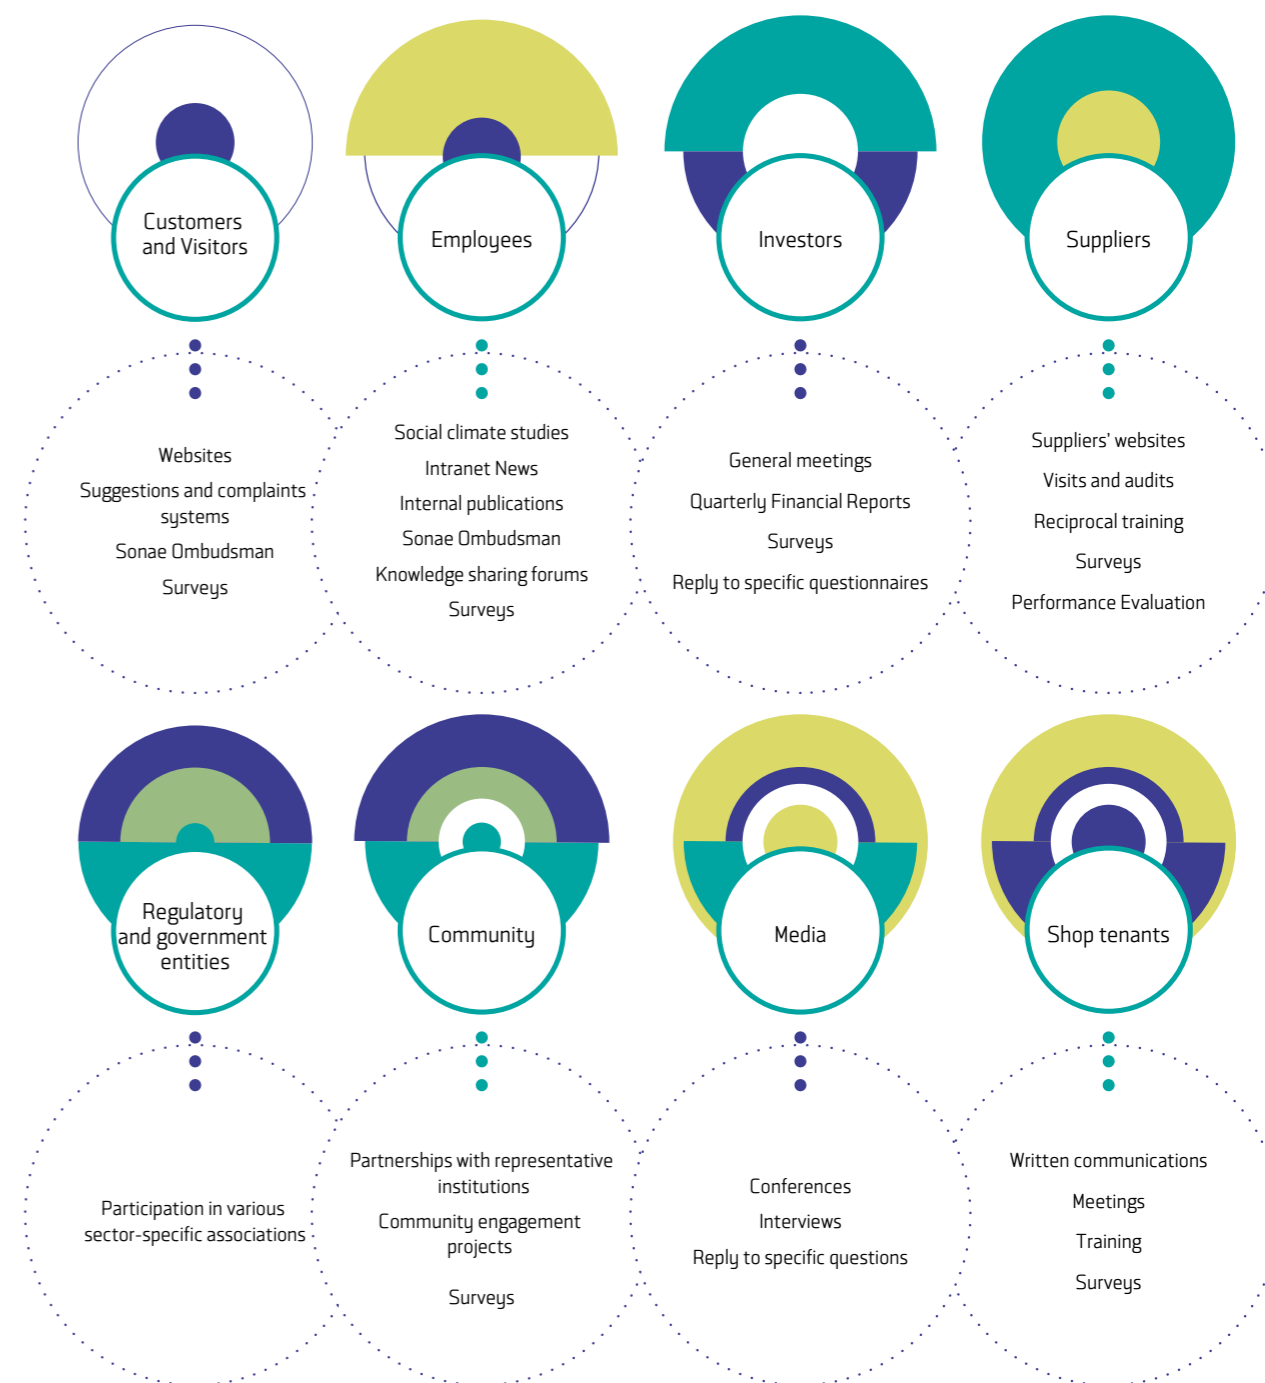 Customers
and Visitors
Employees
Investors
Suppliers
Websites
Suggestions and complaints
systems
Sonae Ombudsman
Surveys
Social climate studies
Intranet News
Internal publications
Sonae Ombudsman
Knowledge sharing forums
Surveys
General meetings
Quarterly Financial Reports
Surveys
Reply to specific questionnaires
Suppliers' websites
Visits and audits
Reciprocal training
Surveys
Performance Evaluation
Regulatory
and government
entities
Community
Media
Shop tenants
Participation in various
sector-specific associations
Partnerships with representative
institutions
Community engagement
projects
Surveys
Conferences
Interviews
Reply to specific questions
Written communications
Meetings
Training
Surveys